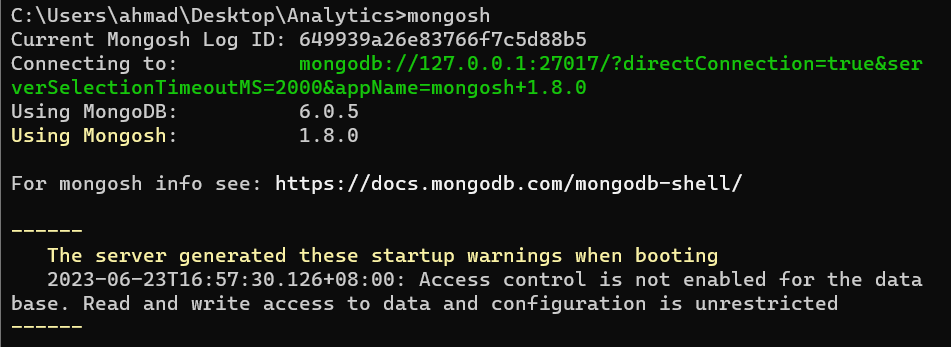 C:\Users\ahmad\Desktop\Analytics>mongosh
Current Mongosh Log ID: 649939a26e83766f7c5d88b5
Connecting to:          mongodb://127.0.0.1:27017/?directConnection=true&ser
verSelectionTimeoutMS=2000&appName=mongosh+1.8.0
Using MongoDB:          6.0.5
Using Mongosh:          1.8.0

For mongosh info see: https://docs.mongodb.com/mongodb-shell/

------
   The server generated these startup warnings when booting
   2023-06-23T16:57:30.126+08:00: Access control is not enabled for the data
base. Read and write access to data and configuration is unrestricted
------